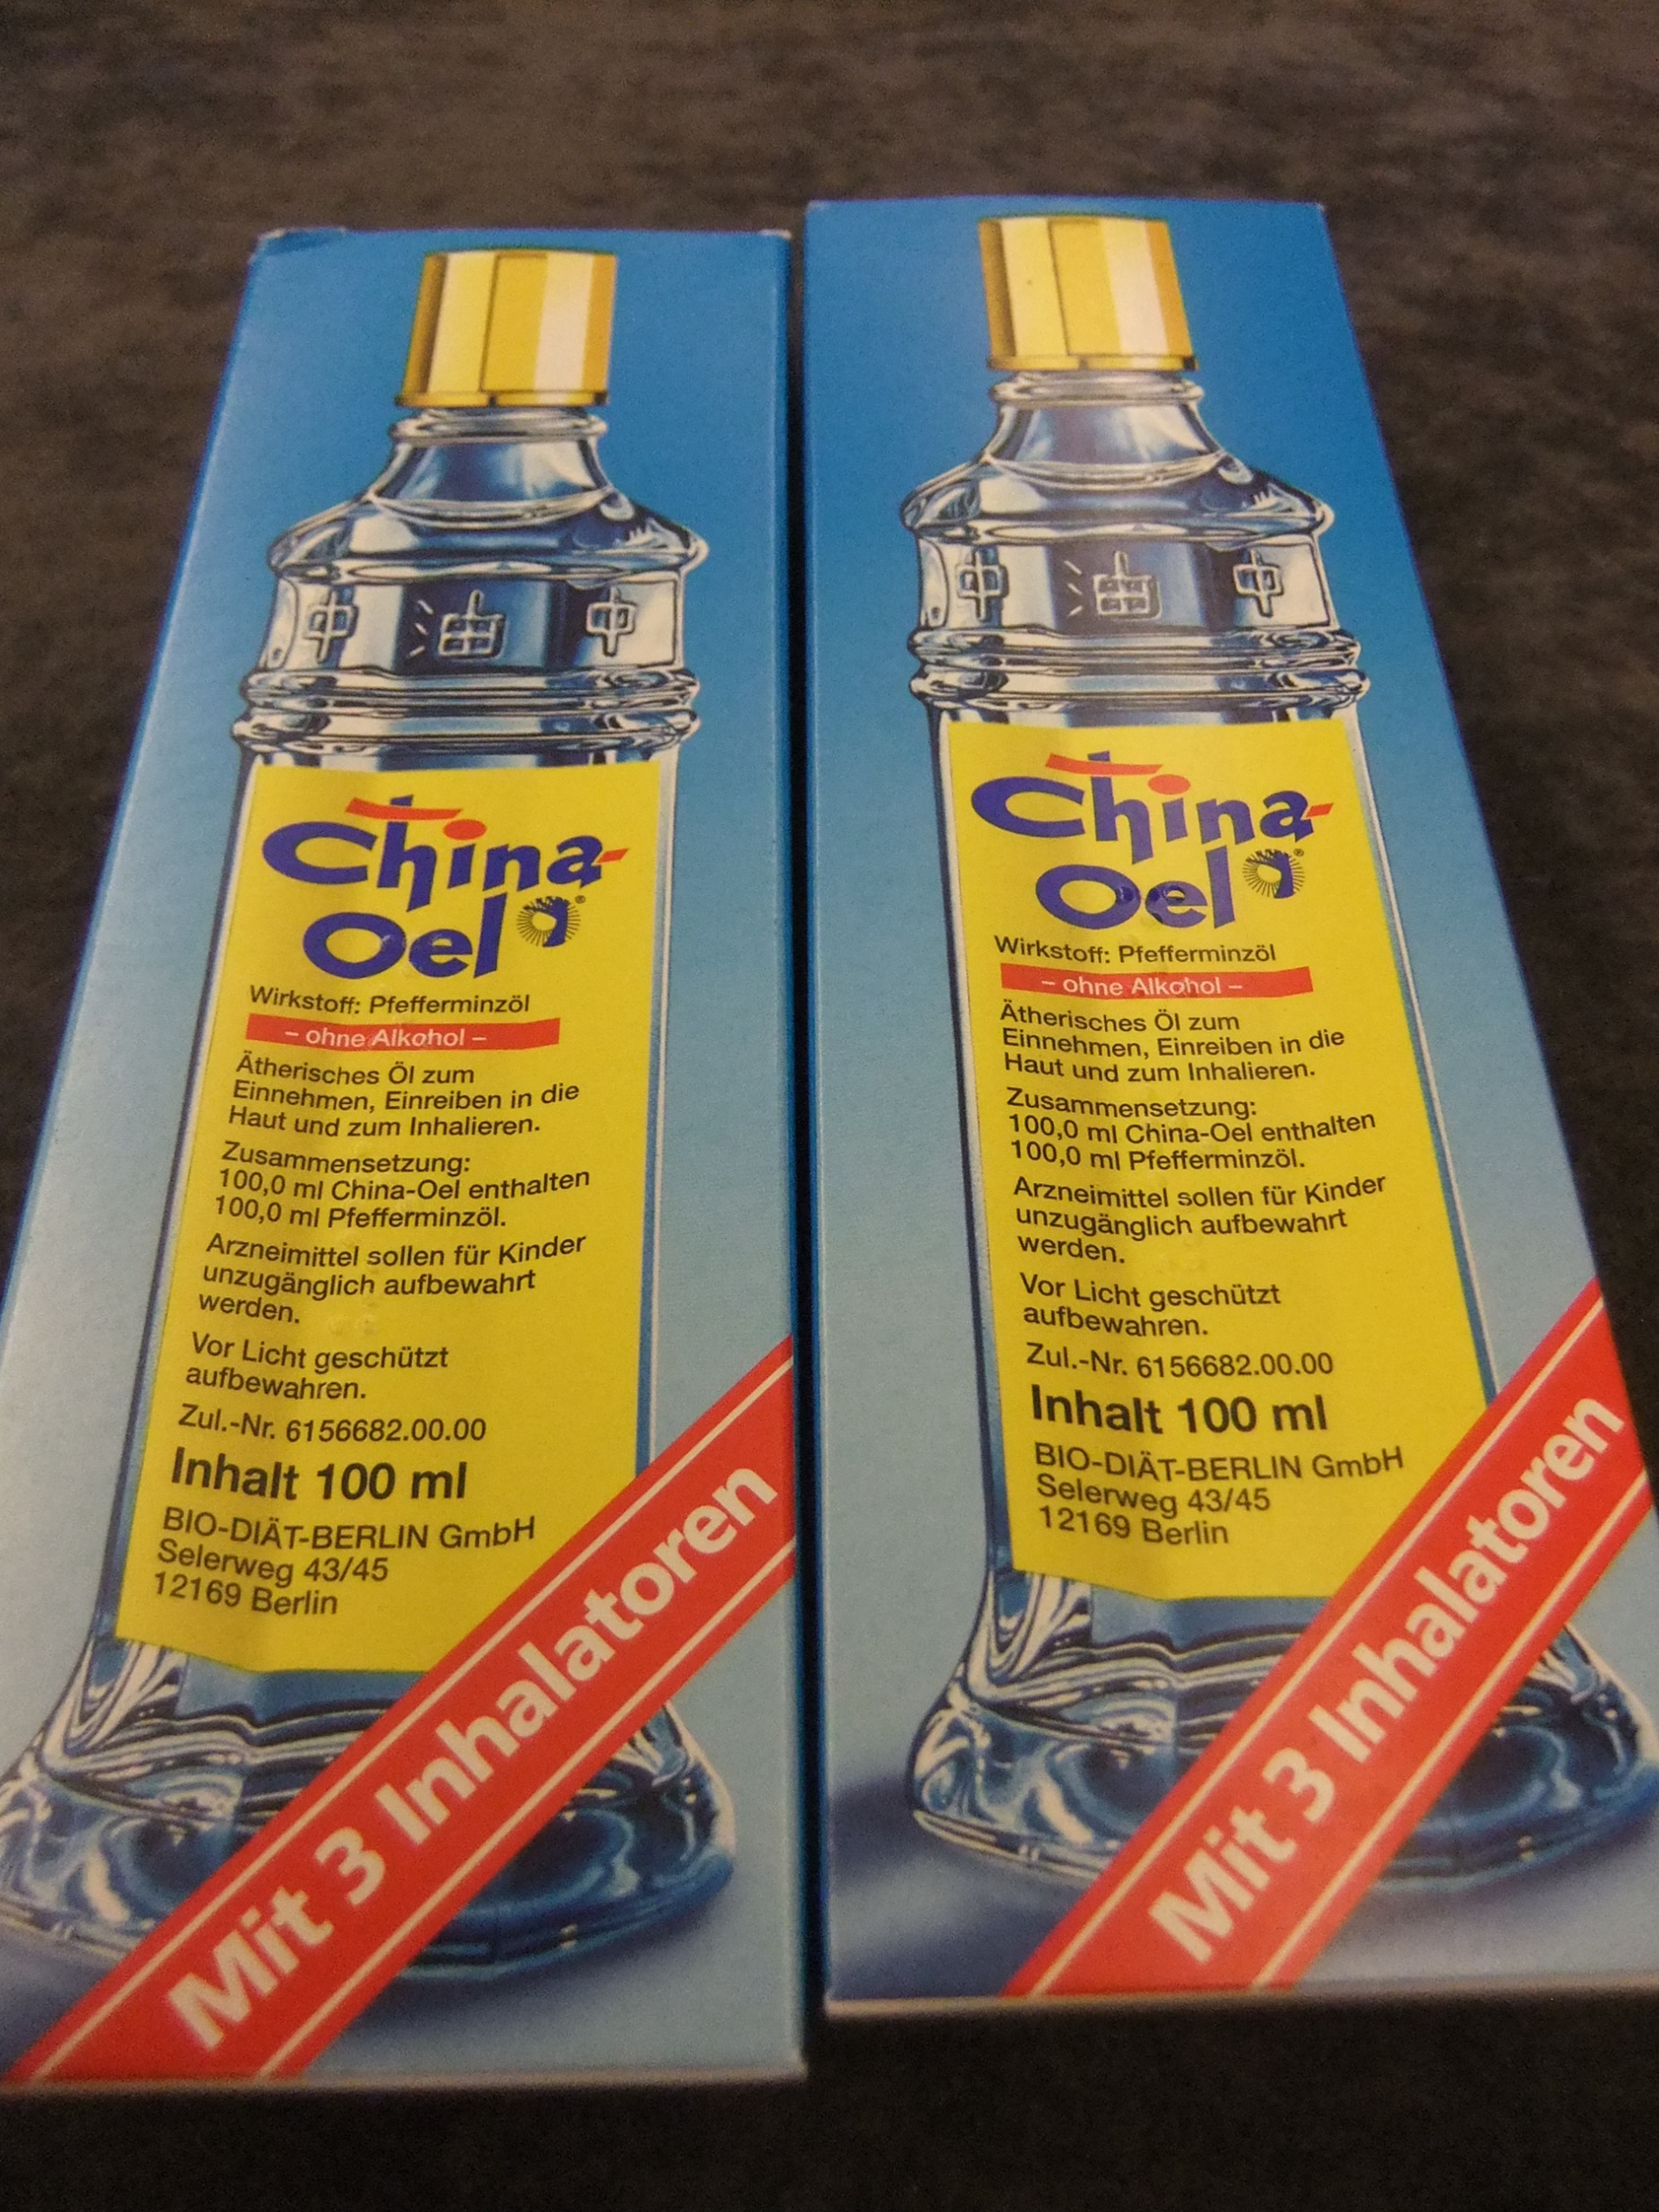 中 油 中
China-
Oel
Wirkstoff: Pfefferminzöl
– ohne Alkohol –
Ätherisches Öl zum
Einnehmen, Einreiben in die
Haut und zum Inhalieren.
Zusammensetzung:
100,0 ml China-Oel enthalten
100,0 ml Pfefferminzöl.
Arzneimittel sollen für Kinder
unzugänglich aufbewahrt
werden.
Vor Licht geschützt
aufbewahren.
Zul.-Nr. 6156682.00.00
Inhalt 100 ml
BIO-DIÄT-BERLIN GmbH
Selerweg 43/45
12169 Berlin
Mit 3 Inhalatoren
中 油 中
China-
Oel
®
Wirkstoff: Pfefferminzöl
– ohne Alkohol –
Ätherisches Öl zum
Einnehmen, Einreiben in die
Haut und zum Inhalieren.
Zusammensetzung:
100,0 ml China-Oel enthalten
100,0 ml Pfefferminzöl.
Arzneimittel sollen für Kinder
unzugänglich aufbewahrt
werden.
Vor Licht geschützt
aufbewahren.
Zul.-Nr. 6156682.00.00
Inhalt 100 ml
BIO-DIÄT-BERLIN GmbH
Selerweg 43/45
12169 Berlin
Mit 3 Inhalatoren